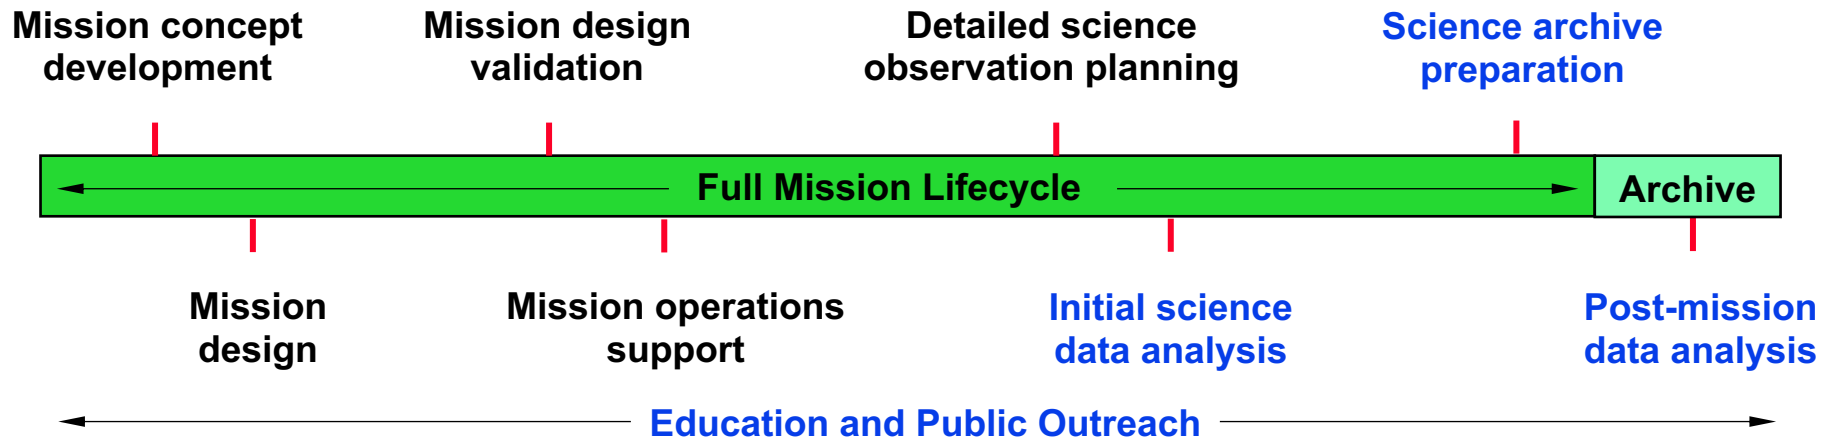 Mission concept
development
Mission design
validation
Detailed science
observation planning
Science archive
preparation
Full Mission Lifecycle
Archive
Mission
design
Mission operations
support
Initial science
data analysis
Post-mission
data analysis
Education and Public Outreach